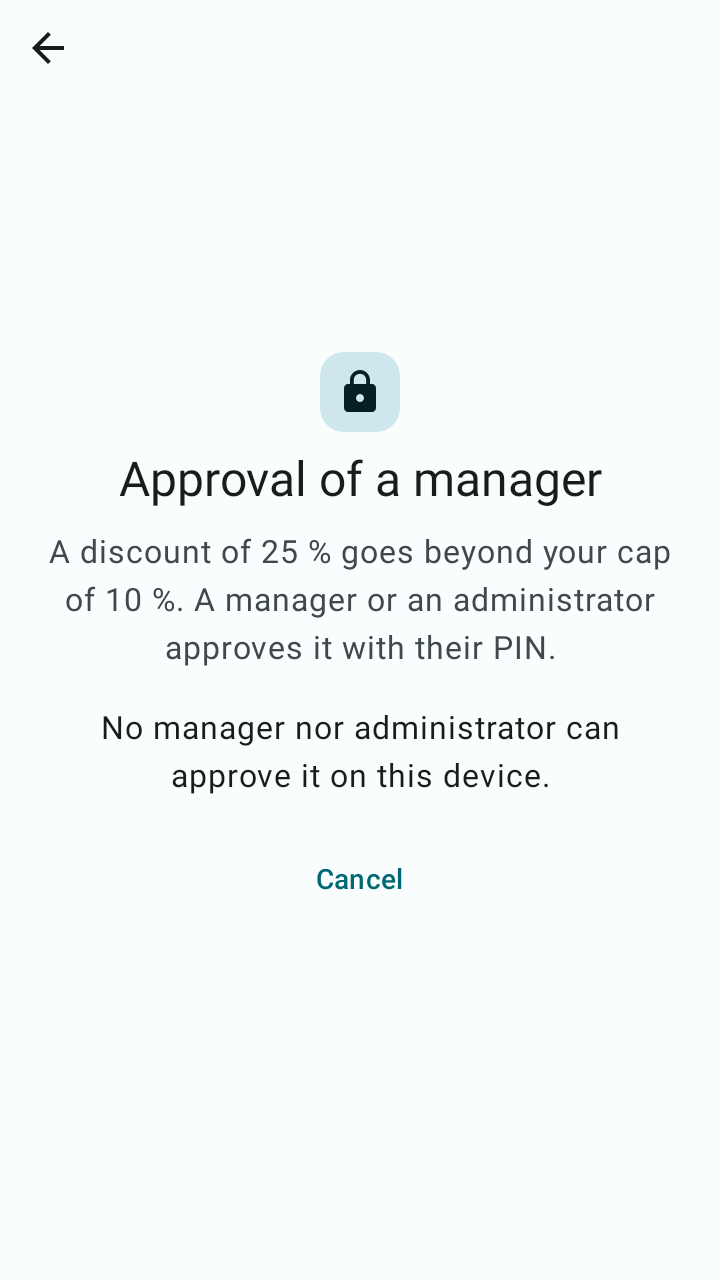 Approval of a manager
A discount of 25 % goes beyond your cap
of 10 %. A manager or an administrator
approves it with their PIN.
No manager nor administrator can
approve it on this device.
Cancel